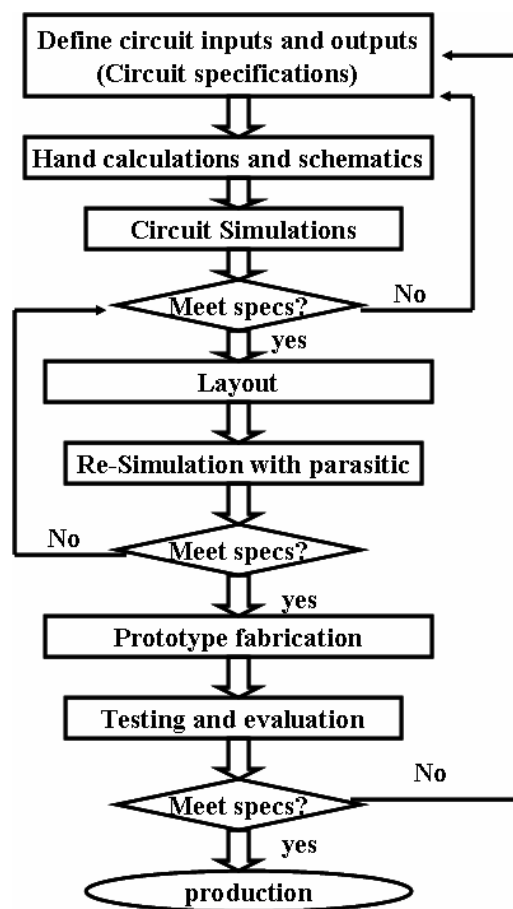 Define circuit inputs and outputs
(Circuit specifications)
Hand calculations and schematics
Circuit Simulations
Meet specs?
No
yes
Layout
Re-Simulation with parasitic
No
Meet specs?
yes
Prototype fabrication
Testing and evaluation
No
Meet specs?
yes
production